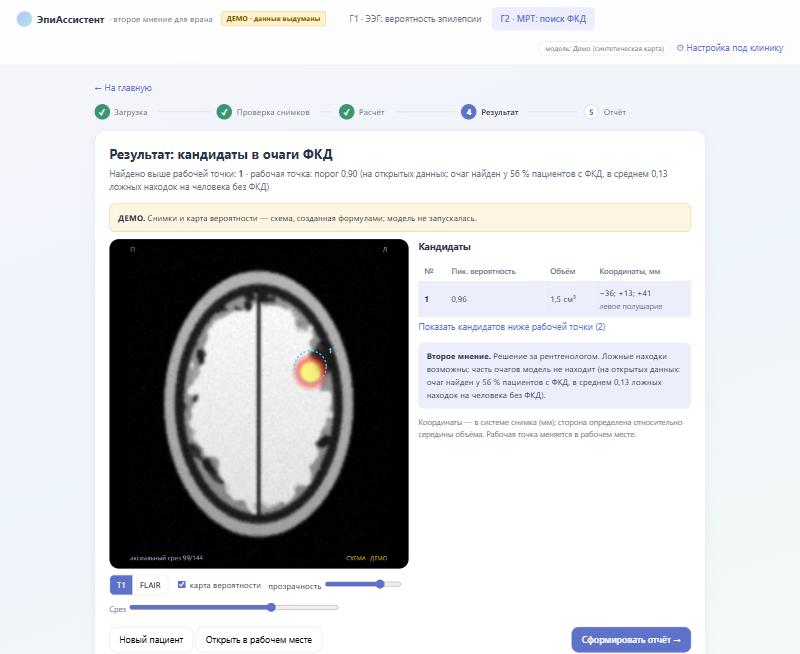 ЭпиАссистент · второе мнение для врача ДЕМО · данные выдуманы Г1 · ЭЭГ: вероятность эпилепсии Г2 · МРТ: поиск ФКД
модель: Демо (синтетическая карта) Настройка под клинику
← На главную
✓ Загрузка ✓ Проверка снимков ✓ Расчёт 4 Результат 5 Отчёт
Результат: кандидаты в очаги ФКД
Найдено выше рабочей точки: 1 · рабочая точка: порог 0,90 (на открытых данных: очаг найден у 56 % пациентов с ФКД, в среднем 0,13
ложных находок на человека без ФКД)
ДЕМО. Снимки и карта вероятности — схема, созданная формулами; модель не запускалась.
П Л
1
аксиальный срез 99/144 СХЕМА · ДЕМО
Кандидаты
№ Пик. вероятность Объём Координаты, мм
1 0,96 1,5 см³ −36; +13; +41
левое полушарие
Показать кандидатов ниже рабочей точки (2)
Второе мнение. Решение за рентгенологом. Ложные находки
возможны; часть очагов модель не находит (на открытых данных:
очаг найден у 56 % пациентов с ФКД, в среднем 0,13 ложных
находок на человека без ФКД).
Координаты — в системе снимка (мм); сторона определена относительно
середины объёма. Рабочая точка меняется в рабочем месте.
T1 FLAIR карта вероятности прозрачность
Срез
Новый пациент Открыть в рабочем месте Сформировать отчёт →